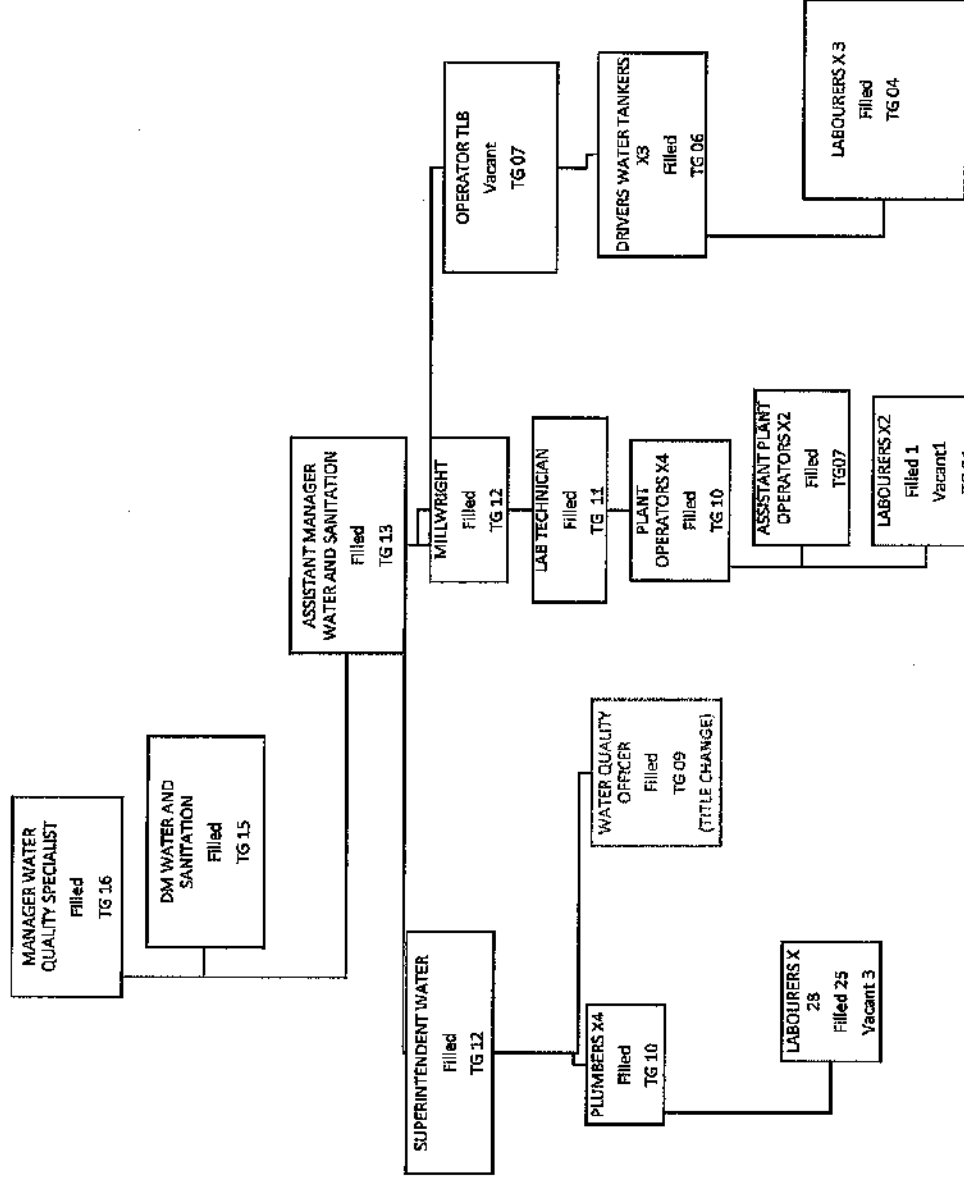 MANAGER WATER
QUALITY SPECIALIST
Filled
TG 16
DM WATER AND
SANITATION
Filled
TG 15
ASSISTANT MANAGER
WATER AND SANITATION
Filled
TG 13
SUPERINTENDENT WATER
Filled
TG 12
MILLWRIGHT
Filled
TG 12
OPERATOR TLB
Vacant
TG 07
LAB TECHNICIAN
Filled
TG 11
PLUMBERS X4
Filled
TG 10
WATER QUALITY
OFFICER
Filled
TG 09
(TITLE CHANGE)
PLANT
OPERATORS X4
Filled
TG 10
DRIVERS WATER TANKERS
X3
Filled
TG 06
ASSISTANT PLANT
OPERATORS X2
Filled
TG07
LABOURERS X
28
Filled 25
Vacant 3
LABOURERS X2
Filled 1
Vacant1
LABOURERS X 3
Filled
TG 04